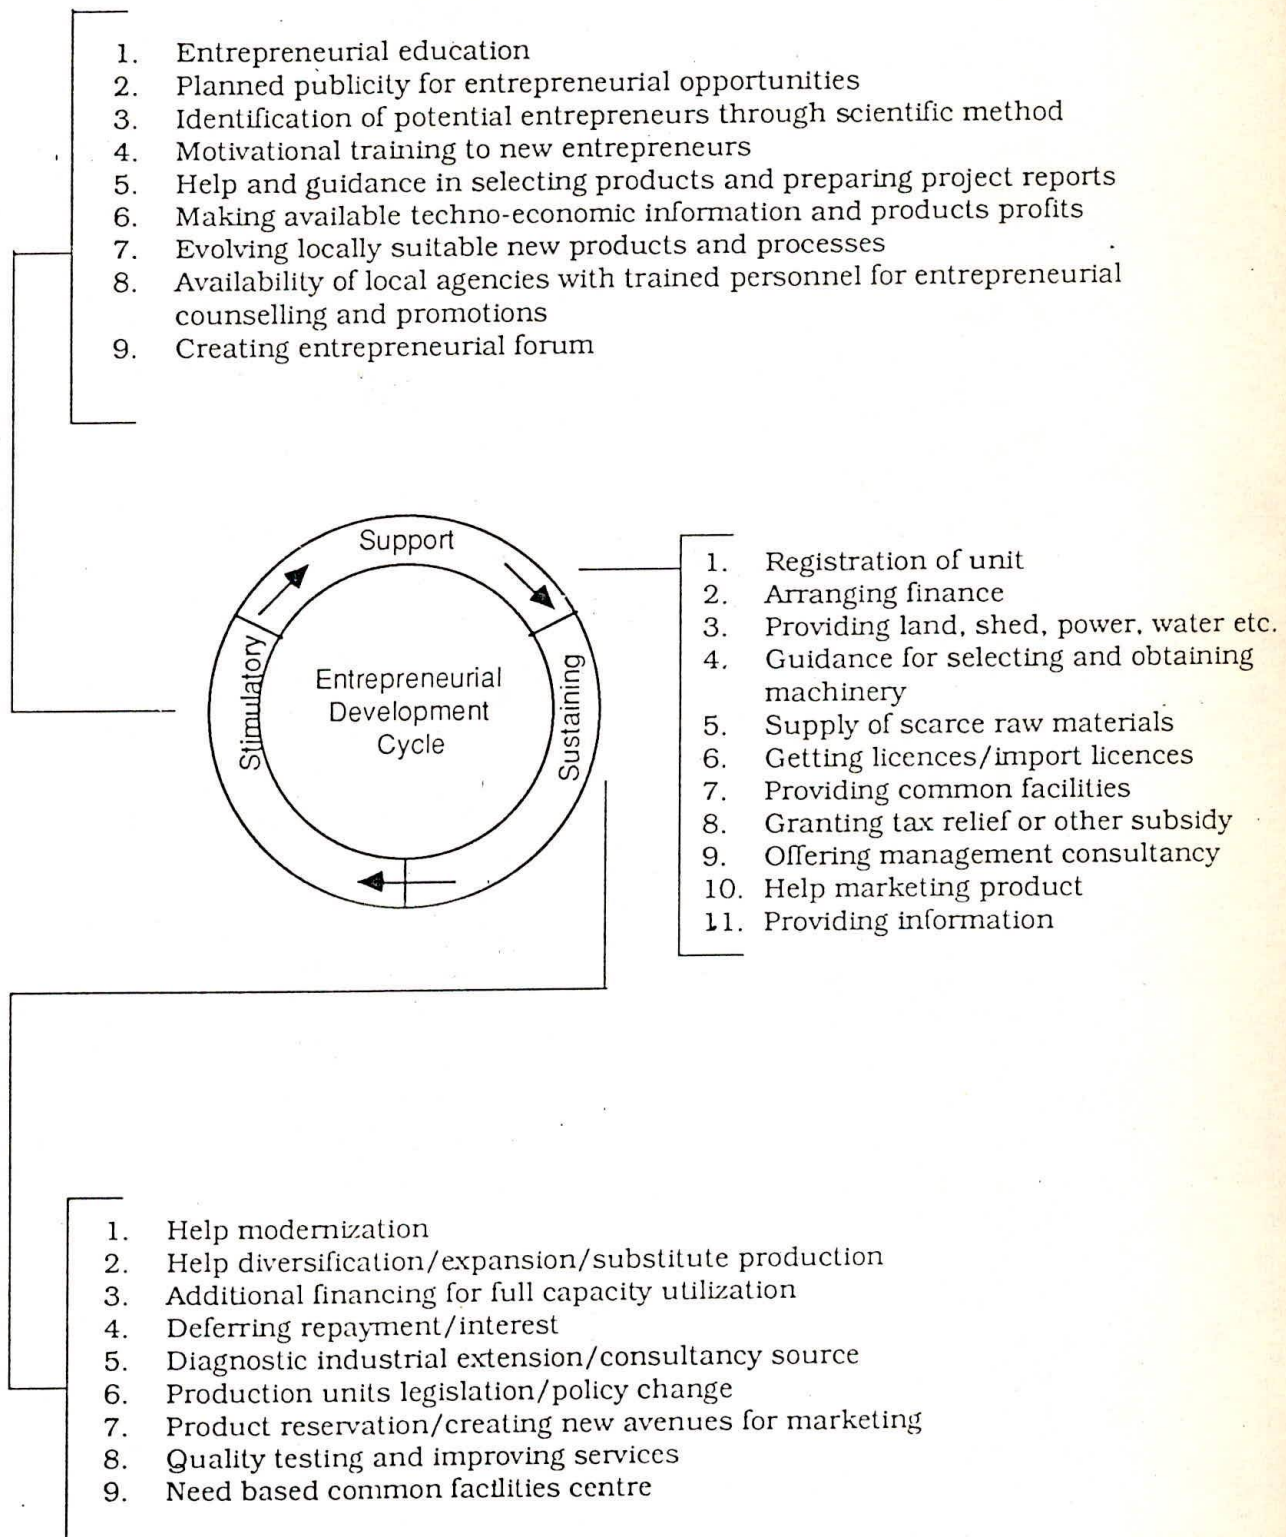 1. Entrepreneurial education
2. Planned publicity for entrepreneurial opportunities
3. Identification of potential entrepreneurs through scientific method
4. Motivational training to new entrepreneurs
5. Help and guidance in selecting products and preparing project reports
6. Making available techno-economic information and products profits
7. Evolving locally suitable new products and processes
8. Availability of local agencies with trained personnel for entrepreneurial
counselling and promotions
9. Creating entrepreneurial forum
Support
Stimulatory
Sustaining
Entrepreneurial
Development
Cycle
1. Registration of unit
2. Arranging finance
3. Providing land, shed, power, water etc.
4. Guidance for selecting and obtaining
machinery
5. Supply of scarce raw materials
6. Getting licences/import licences
7. Providing common facilities
8. Granting tax relief or other subsidy
9. Offering management consultancy
10. Help marketing product
11. Providing information
1. Help modernization
2. Help diversification/expansion/substitute production
3. Additional financing for full capacity utilization
4. Deferring repayment/interest
5. Diagnostic industrial extension/consultancy source
6. Production units legislation/policy change
7. Product reservation/creating new avenues for marketing
8. Quality testing and improving services
9. Need based common facilities centre